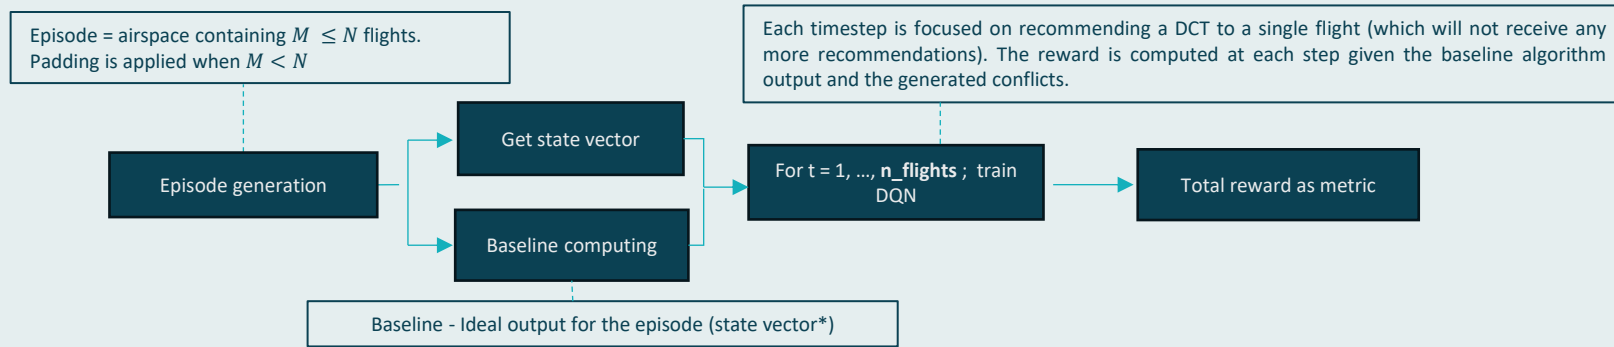 Episode = airspace containing M ≤ N flights.
Padding is applied when M < N
Each timestep is focused on recommending a DCT to a single flight (which will not receive any
more recommendations). The reward is computed at each step given the baseline algorithm
output and the generated conflicts.
Episode generation
Get state vector
Baseline computing
For t = 1, ..., n_flights ; train
DQN
Total reward as metric
Baseline - Ideal output for the episode (state vector*)